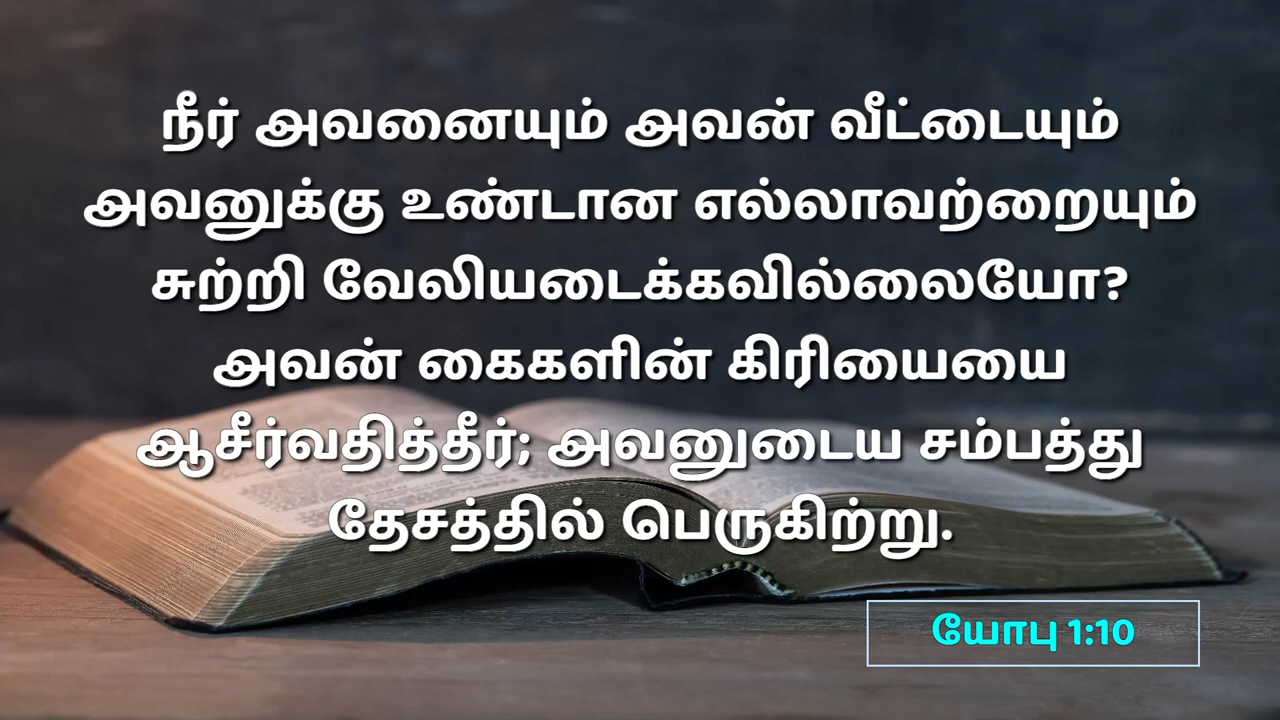 நீர் அவனையும் அவன் வீட்டையும்
அவனுக்கு உண்டான எல்லாவற்றையும்
சுற்றி வேலியடைக்கவில்லையோ?
அவன் கைகளின் கிரியையை
ஆசீர்வதித்தீர்; அவனுடைய சம்பத்து
தேசத்தில் பெருகிற்று.
யோபு 1:10